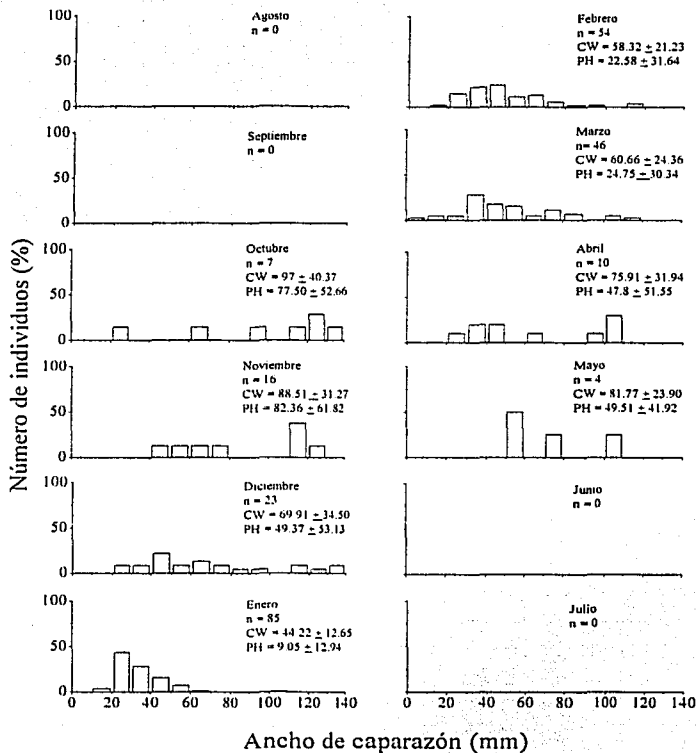 Número de individuos (%)
100
50
0
Agosto
n = 0
100
50
0
Septiembre
n = 0
100
50
0
Octubre
n = 7
CW = 97 ± 40.37
PH = 77.50 ± 52.66
100
50
0
Noviembre
n = 16
CW = 88.51 ± 31.27
PH = 82.36 ± 61.82
100
50
0
Diciembre
n = 23
CW = 69.91 ± 34.50
PH = 49.37 ± 53.13
100
50
0
Enero
n = 85
CW = 44.22 ± 12.65
PH = 9.05 ± 12.94
0 20 40 60 80 100 120 140
Febrero
n = 54
CW = 58.32 ± 21.23
PH = 22.58 ± 31.64
Marzo
n= 46
CW = 60.66 ± 24.36
PH = 24.75 ± 30.34
Abril
n = 10
CW = 75.91 ± 31.94
PH = 47.8 ± 51.55
Mayo
n = 4
CW = 81.77 ± 23.90
PH = 49.51 ± 41.92
Junio
n = 0
Julio
n = 0
0 20 40 60 80 100 120 140
Ancho de caparazón (mm)